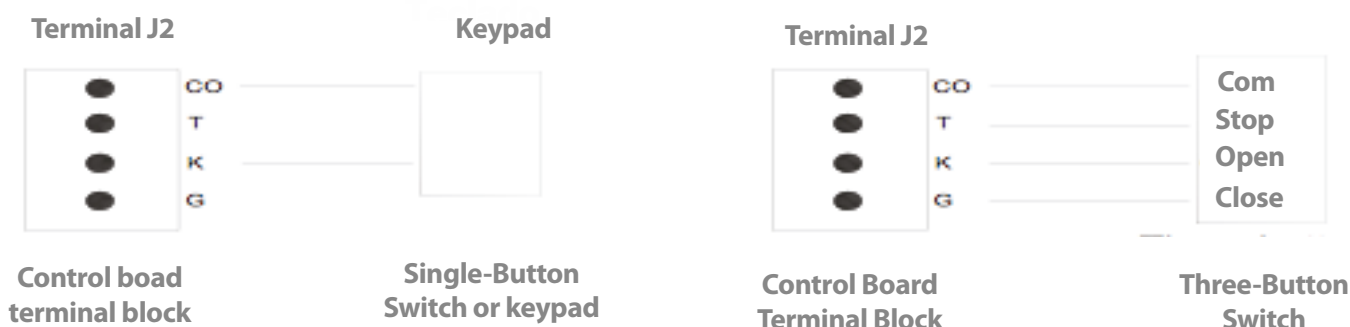 Terminal J2
Keypad
CO
T
K
G
Control boad
terminal block
Single-Button
Switch or keypad
Terminal J2
CO
T
K
G
Com
Stop
Open
Close
Control Board
Terminal Block
Three-Button
Switch